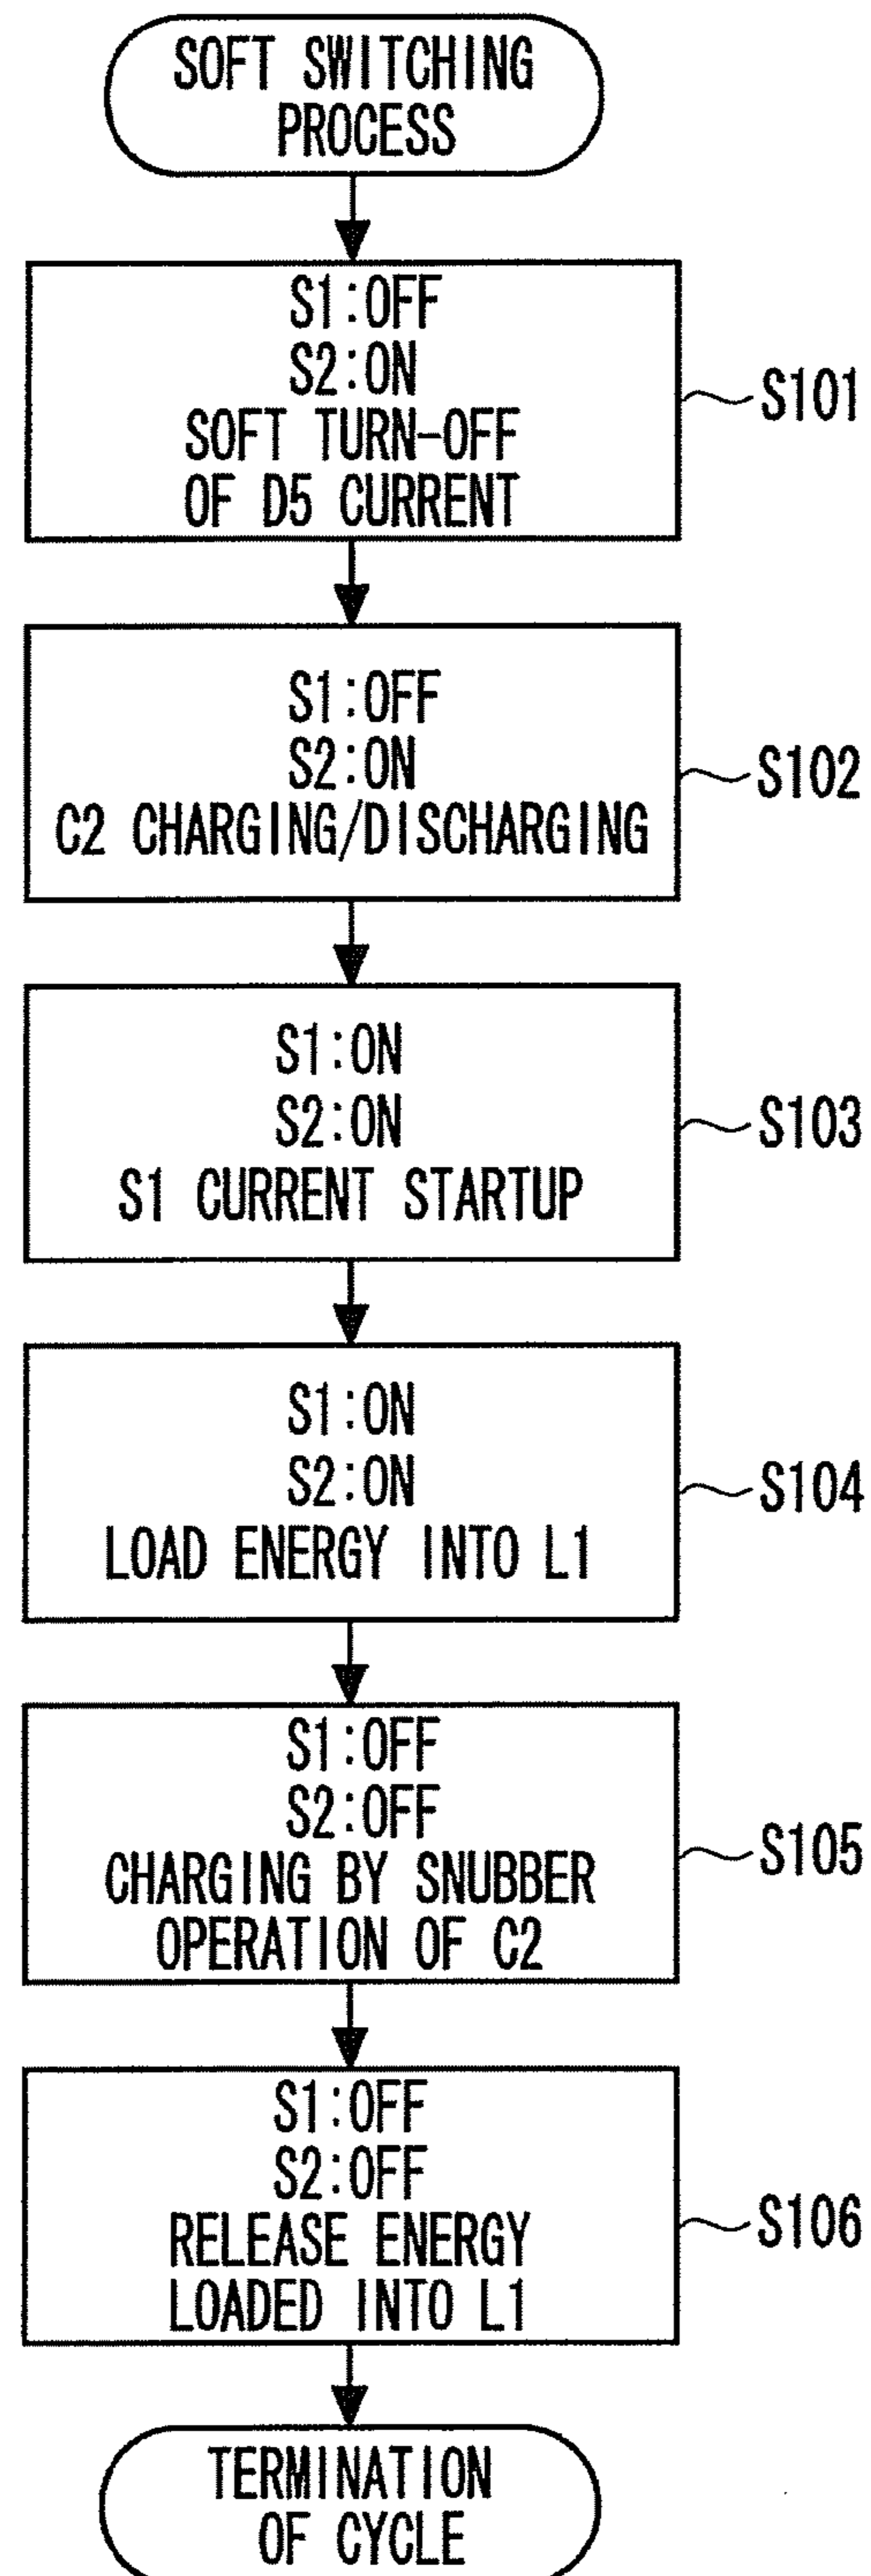 SOFT SWITCHING
PROCESS
S1:OFF
S2:ON
SOFT TURN-OFF
OF D5 CURRENT
S101
S1:OFF
S2:ON
C2 CHARGING/DISCHARGING
S102
S1:ON
S2:ON
S1 CURRENT STARTUP
S103
S1:ON
S2:ON
LOAD ENERGY INTO L1
S104
S1:OFF
S2:OFF
CHARGING BY SNUBBER
OPERATION OF C2
S105
S1:OFF
S2:OFF
RELEASE ENERGY
LOADED INTO L1
S106
TERMINATION
OF CYCLE